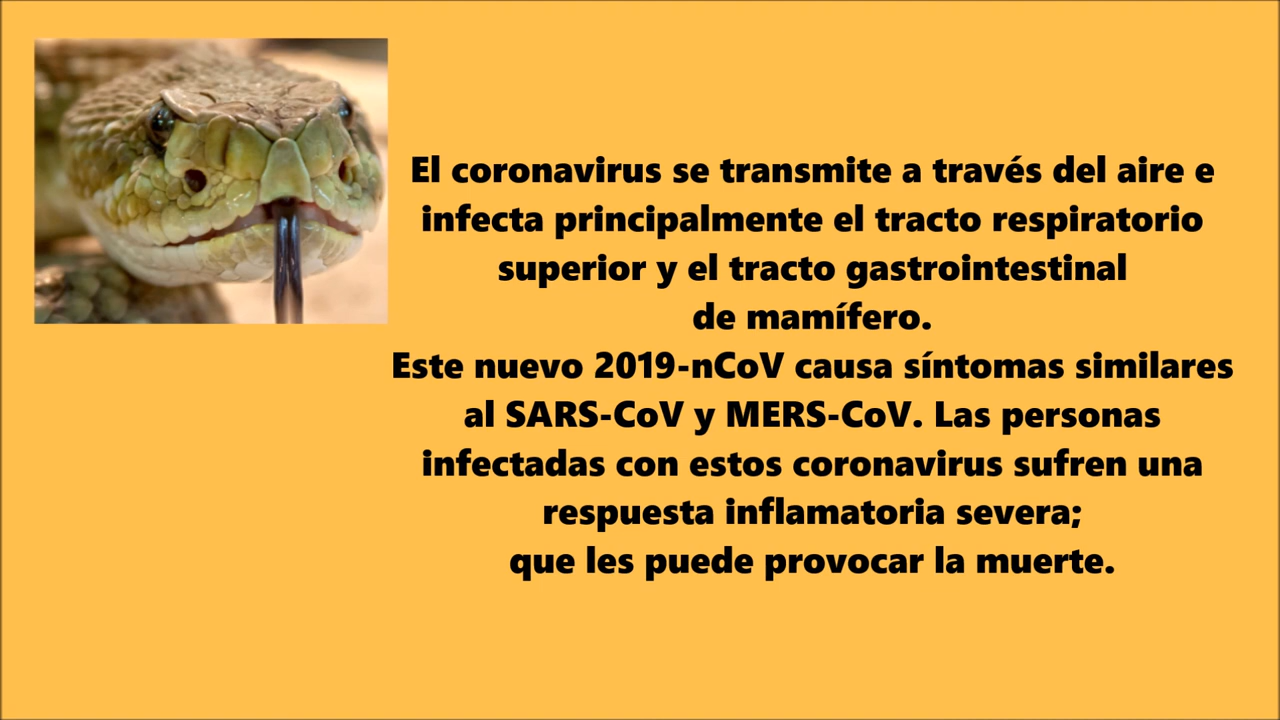 El coronavirus se transmite a través del aire e
infecta principalmente el tracto respiratorio
superior y el tracto gastrointestinal
de mamífero.
Este nuevo 2019-nCoV causa síntomas similares
al SARS-CoV y MERS-CoV. Las personas
infectadas con estos coronavirus sufren una
respuesta inflamatoria severa;
que les puede provocar la muerte.